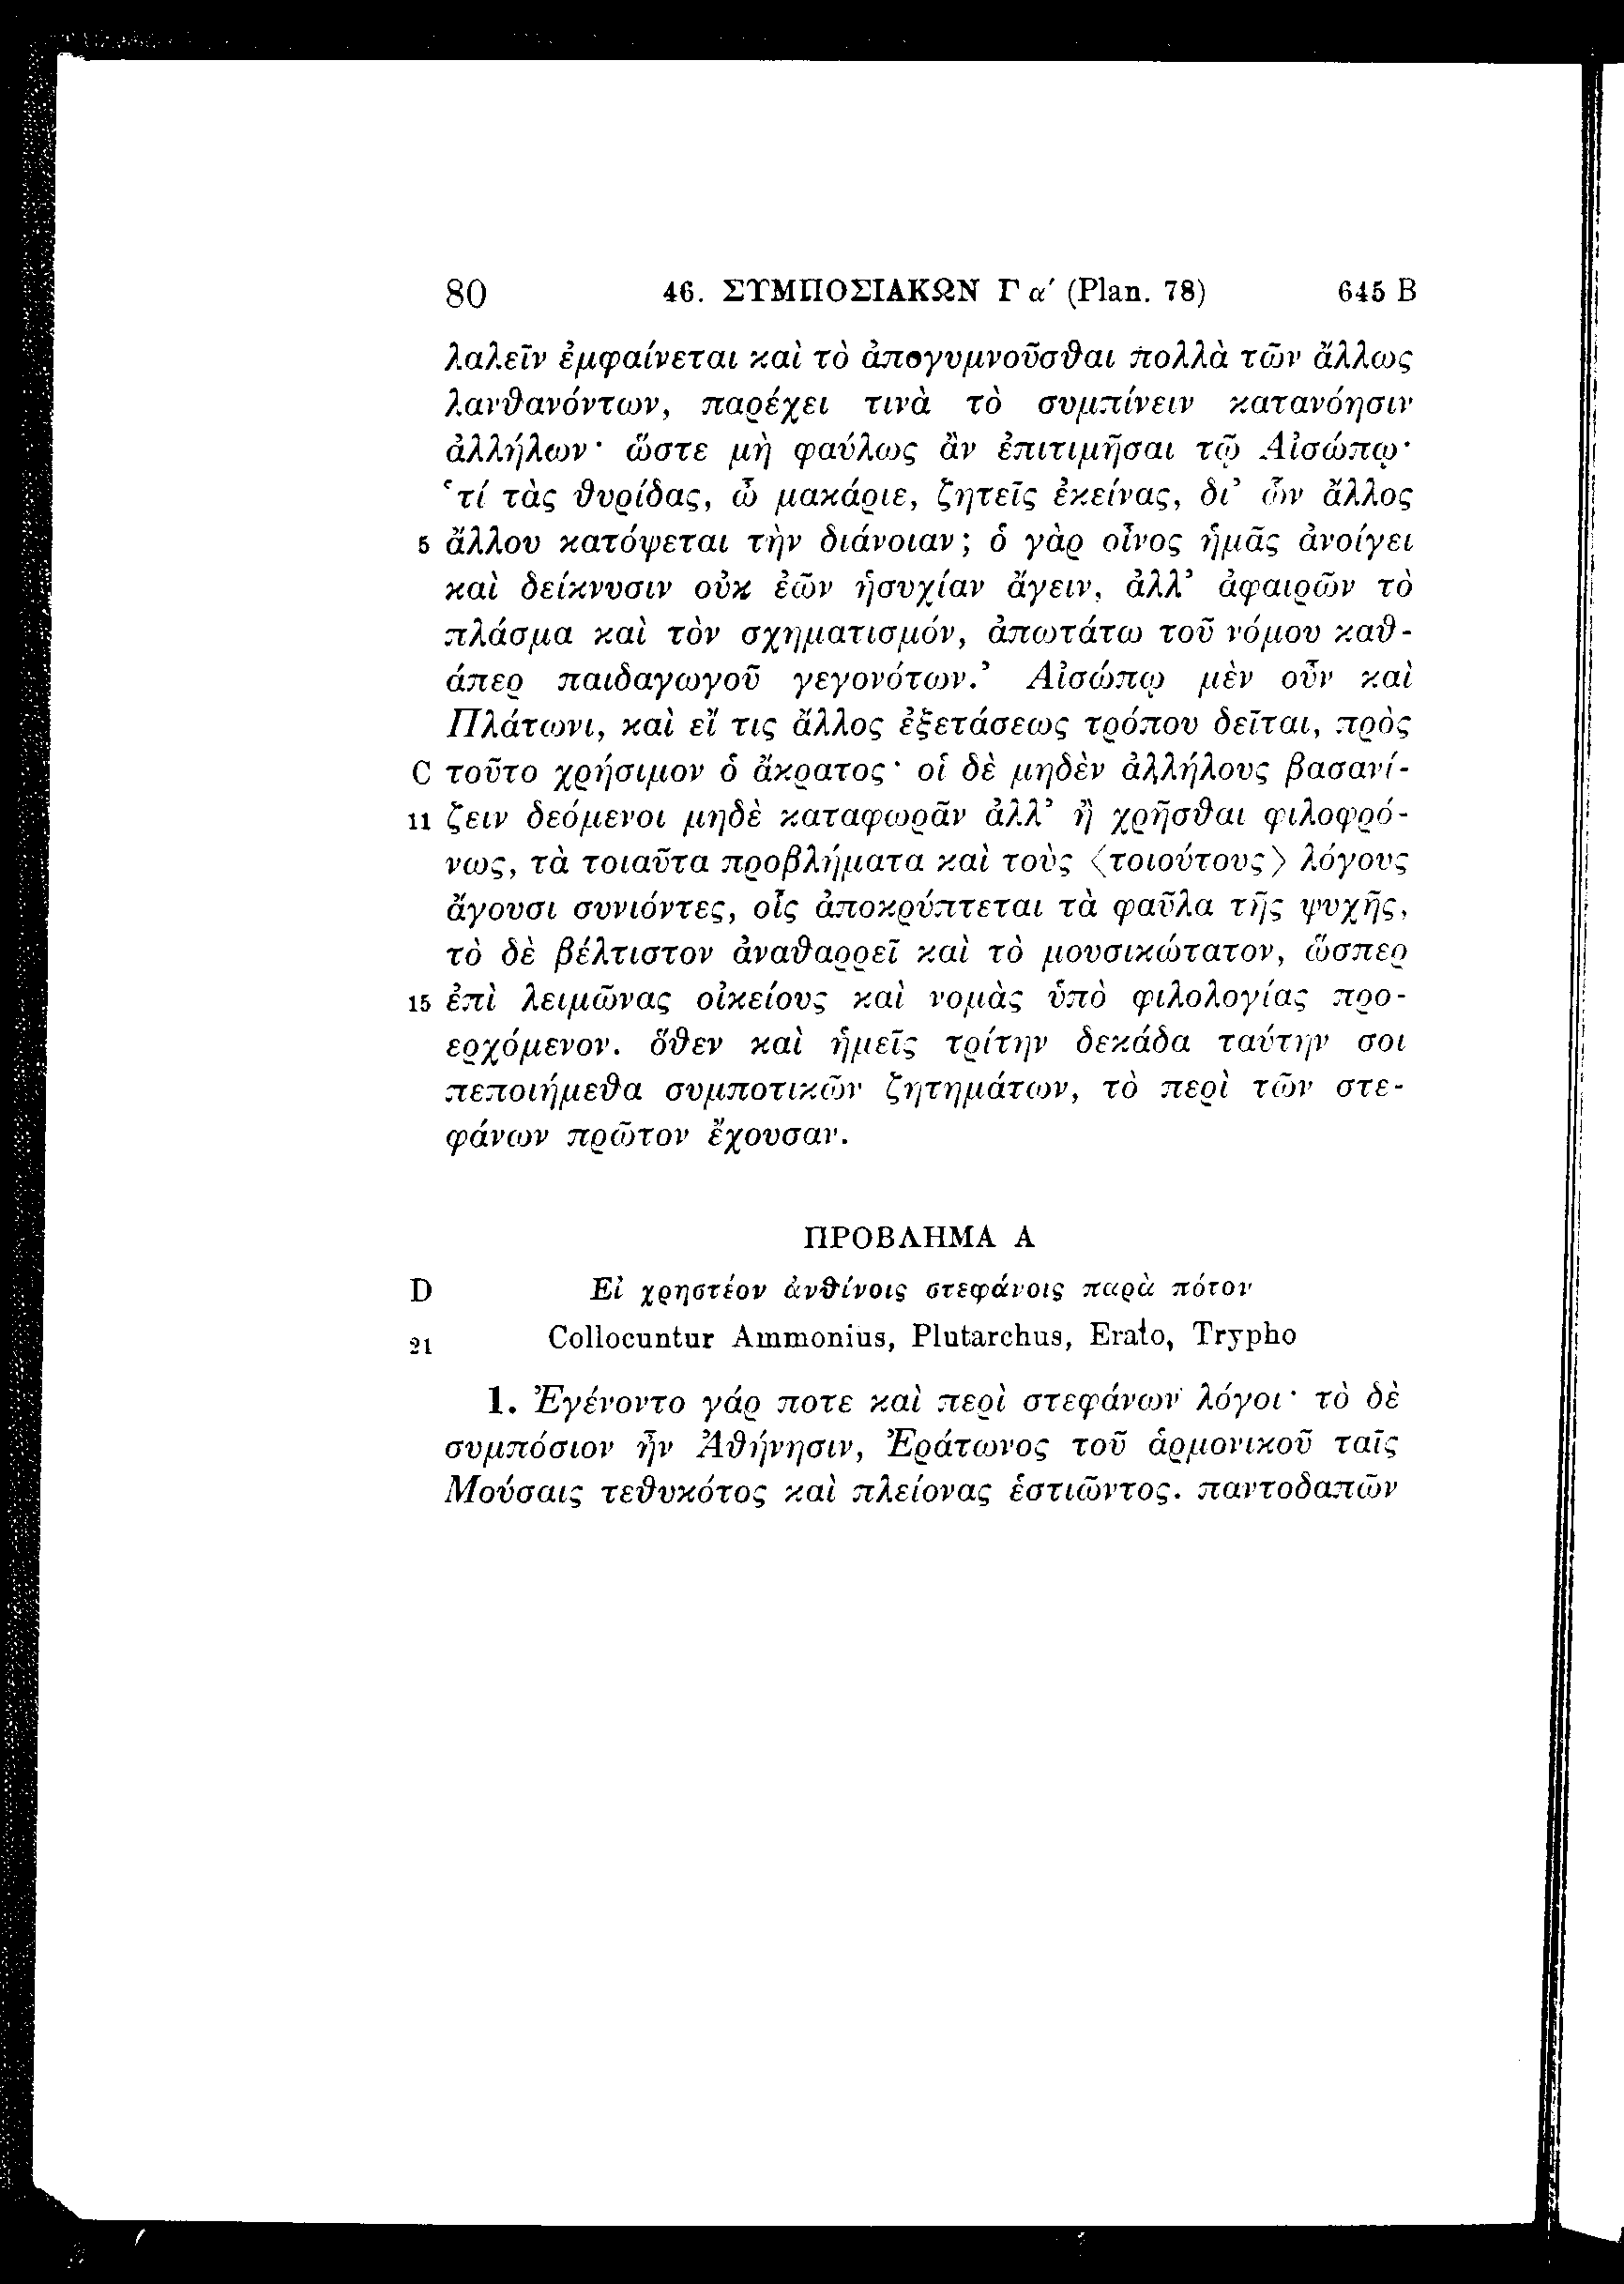 80 46. ΣΥΜΠΟΣΙΑΚΩΝ Γ α′ (Plan. 78) 645 B
λαλεῖν ἐμφαίνεται καὶ τὸ ἀπογυμνοῦσθαι πολλὰ τῶν ἄλλως
λανθανόντων, παρέχει τινὰ τὸ συμπίνειν κατανόησιν
ἀλλήλων· ὥστε μὴ φαύλως ἂν ἐπιτιμῆσαι τῷ Αἰσώπῳ·
‘τί τὰς θυρίδας, ὦ μακάριε, ζητεῖς ἐκείνας, δι’ ὧν ἄλλος
5 ἄλλου κατόψεται τὴν διάνοιαν; ὁ γὰρ οἶνος ἡμᾶς ἀνοίγει
καὶ δείκνυσιν οὐκ ἐῶν ἡσυχίαν ἄγειν, ἀλλ’ ἀφαιρῶν τὸ
πλάσμα καὶ τὸν σχηματισμόν, ἀπωτάτω τοῦ νόμου καθ-
άπερ παιδαγωγοῦ γεγονότων.’ Αἰσώπῳ μὲν οὖν καὶ
Πλάτωνι, καὶ εἴ τις ἄλλος ἐξετάσεως τρόπου δεῖται, πρὸς
C τοῦτο χρήσιμον ὁ ἄκρατος· οἱ δὲ μηδὲν ἀλλήλους βασανί-
11 ζειν δεόμενοι μηδὲ καταφωρᾶν ἀλλ’ ἢ χρῆσθαι φιλοφρό-
νως, τὰ τοιαῦτα προβλήματα καὶ τοὺς ⟨τοιούτους⟩ λόγους
ἄγουσι συνιόντες, οἷς ἀποκρύπτεται τὰ φαῦλα τῆς ψυχῆς,
τὸ δὲ βέλτιστον ἀναθαρρεῖ καὶ τὸ μουσικώτατον, ὥσπερ
15 ἐπὶ λειμῶνας οἰκείους καὶ νομὰς ὑπὸ φιλολογίας προ-
ερχόμενον. ὅθεν καὶ ἡμεῖς τρίτην δεκάδα ταύτην σοι
πεποιήμεθα συμποτικῶν ζητημάτων, τὸ περὶ τῶν στε-
φάνων πρῶτον ἔχουσαν.
ΠΡΟΒΛΗΜΑ Α
D Εἰ χρηστέον ἀνθίνοις στεφάνοις παρὰ πότον
21 Collocuntur Ammonius, Plutarchus, Erato, Trypho
1. Ἐγένοντο γάρ ποτε καὶ περὶ στεφάνων λόγοι· τὸ δὲ
συμπόσιον ἦν Ἀθήνησιν, Ἐράτωνος τοῦ ἁρμονικοῦ ταῖς
Μούσαις τεθυκότος καὶ πλείονας ἑστιῶντος. παντοδαπῶν